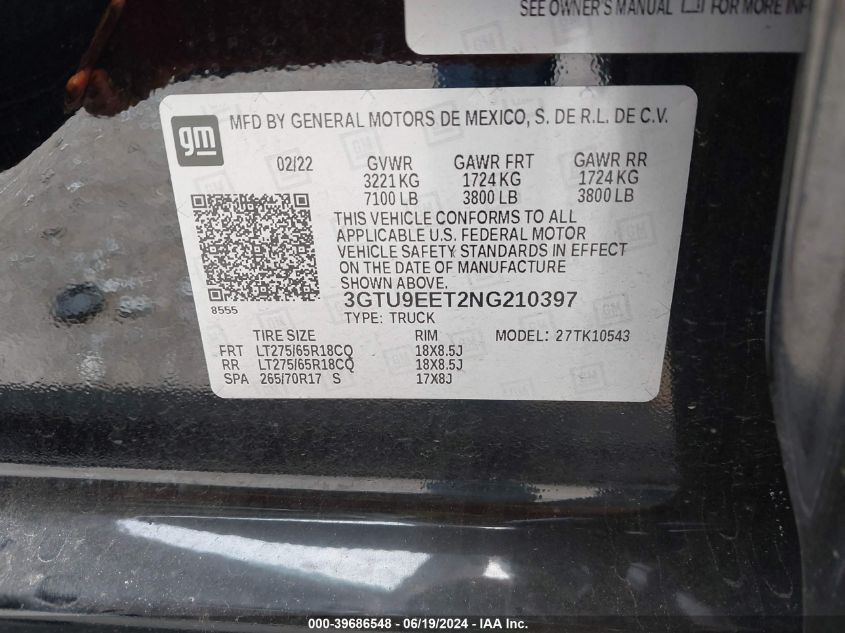 SEE OWNER'S MANUAL FOR MORE INF
gm
MFD BY GENERAL MOTORS DE MEXICO, S. DE R.L. DE C.V.
02/22 GVWR GAWR FRT GAWR RR
3221 KG 1724 KG 1724 KG
7100 LB 3800 LB 3800 LB
THIS VEHICLE CONFORMS TO ALL
APPLICABLE U.S. FEDERAL MOTOR
VEHICLE SAFETY STANDARDS IN EFFECT
ON THE DATE OF MANUFACTURE
SHOWN ABOVE.
8555
3GTU9EET2NG210397
TYPE: TRUCK
TIRE SIZE RIM MODEL: 27TK10543
FRT LT275/65R18CQ 18X8.5J
RR LT275/65R18CQ 18X8.5J
SPA 265/70R17 S 17X8J
000-39686548 - 06/19/2024 - IAA Inc.